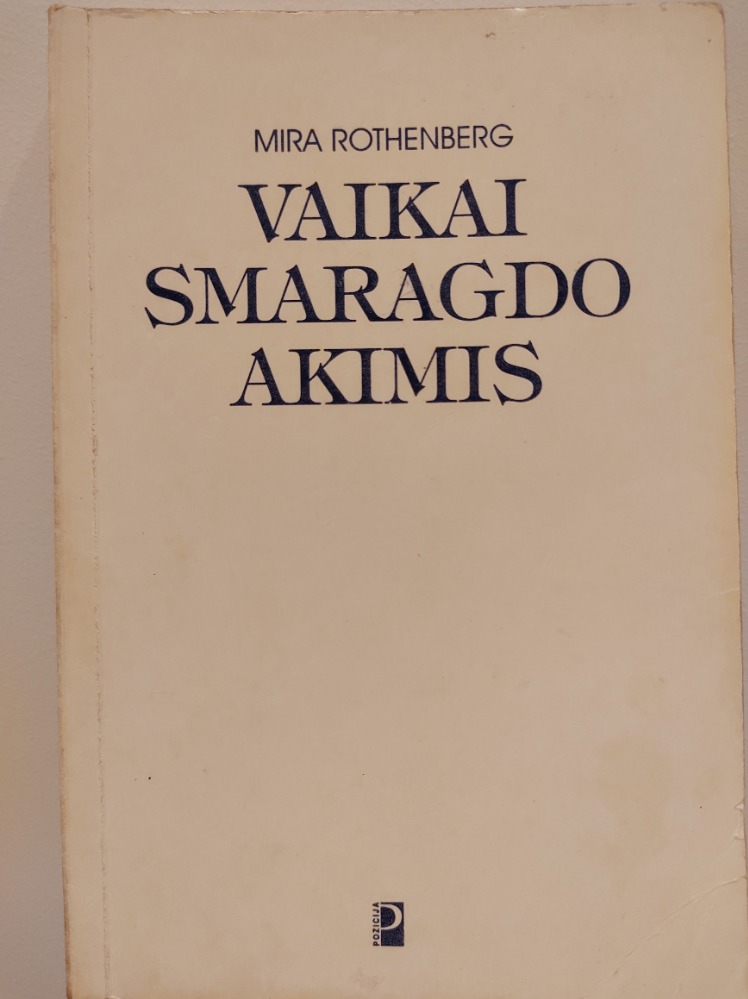 MIRA ROTHENBERG
VAIKAI
SMARAGDO
AKIMIS
POZICIJA
P